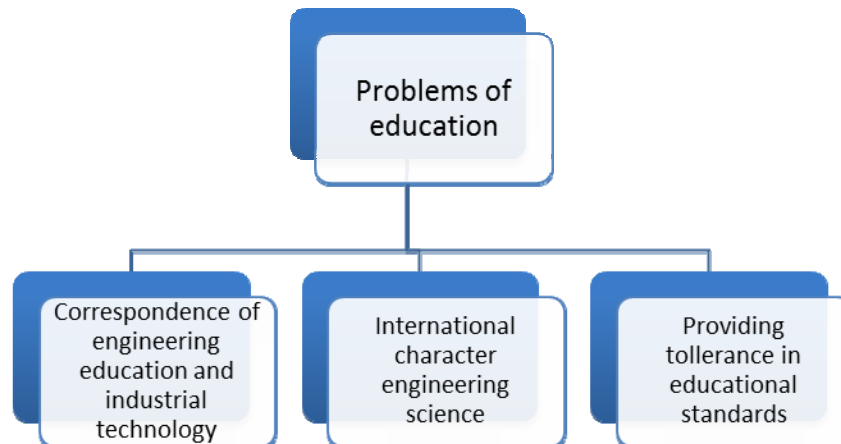 Problems of
education
Correspondence of
engineering
education and
industrial
technology
International
character
engineering
science
Providing
tollerance in
educational
standards